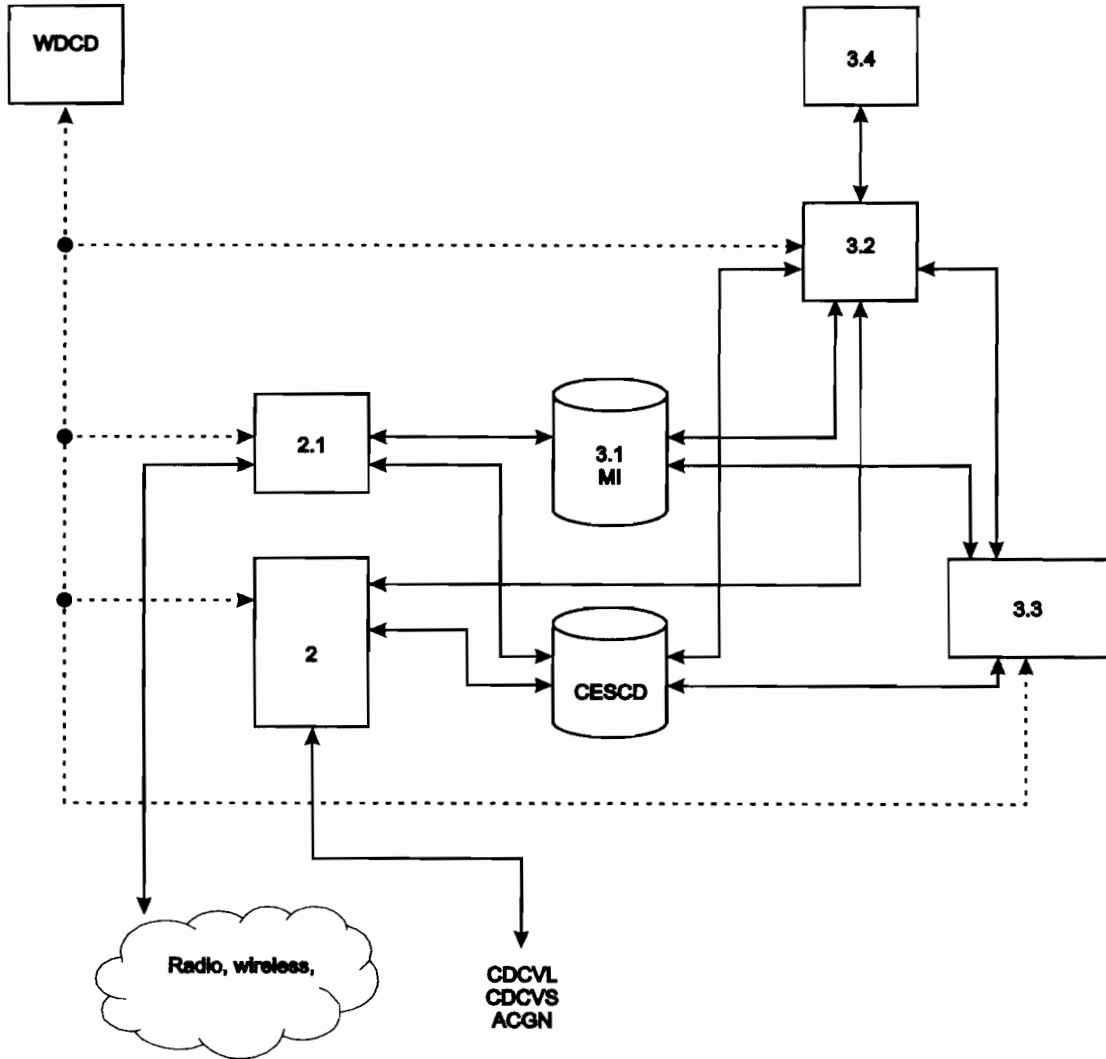 WDCD
3.4
3.2
2.1
3.1
MI
3.3
2
CESCD
Radio, wireless,
CDCVL
CDCVS
ACGN